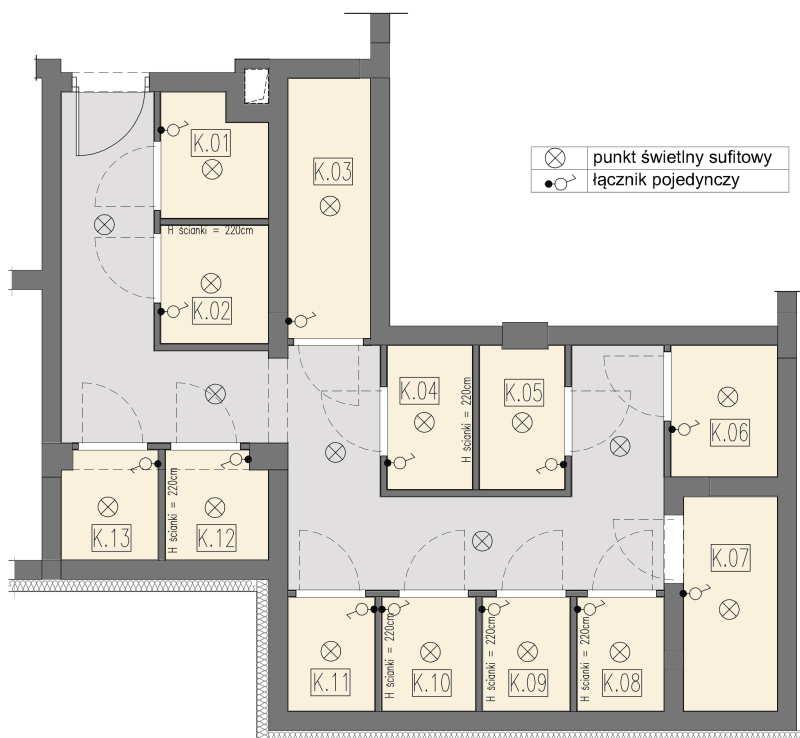 K.01
K.03
punkt świetlny sufitowy
łącznik pojedynczy
H ścianki = 220cm
K.02
K.04
H ścianki = 220cm
K.05
K.06
K.13
H ścianki = 220cm
K.12
K.07
K.11
H ścianki = 220cm
K.10
H ścianki = 220cm
K.09
H ścianki = 220cm
K.08